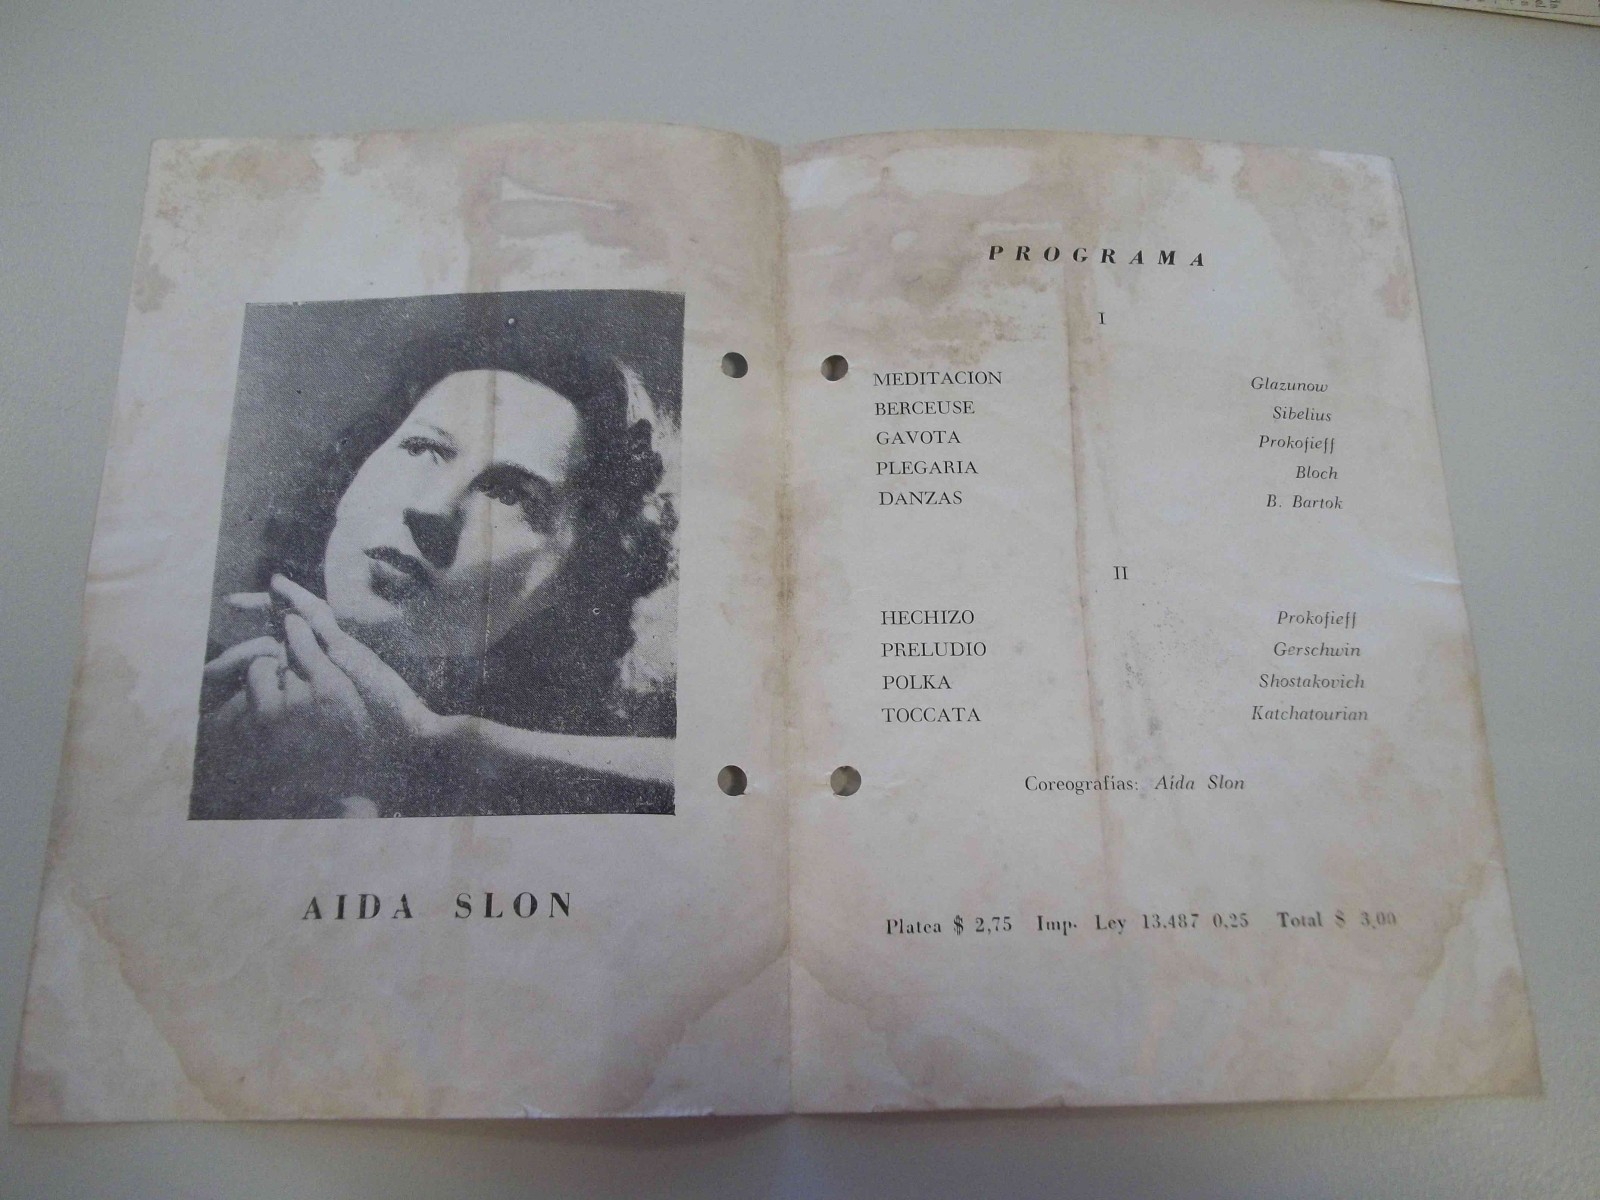 AIDA SLON
PROGRAMA
I
MEDITACION Glazunow
BERCEUSE Sibelius
GAVOTA Prokofieff
PLEGARIA Bloch
DANZAS B. Bartok
II
HECHIZO Prokofieff
PRELUDIO Gerschwin
POLKA Shostakovich
TOCCATA Katchatourian
Coreografias: Aida Slon
Platea $ 2,75 Imp. Ley 13.487 0,25 Total $ 3,00